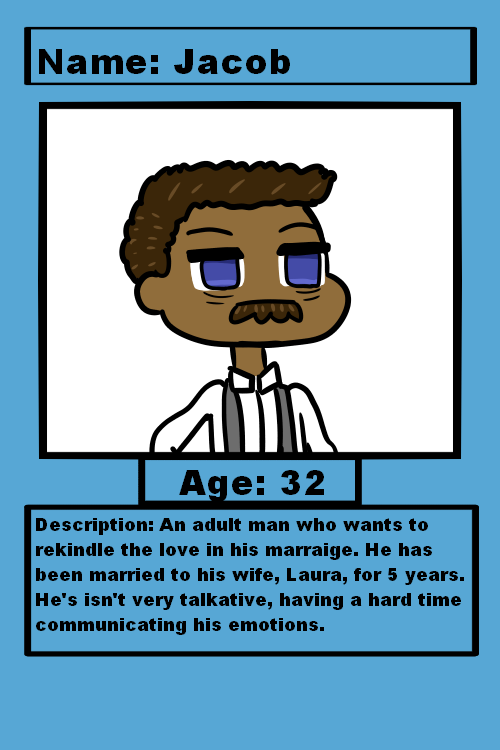 Name: Jacob
Age: 32
Description: An adult man who wants to
rekindle the love in his marraige. He has
been married to his wife, Laura, for 5 years.
He's isn't very talkative, having a hard time
communicating his emotions.